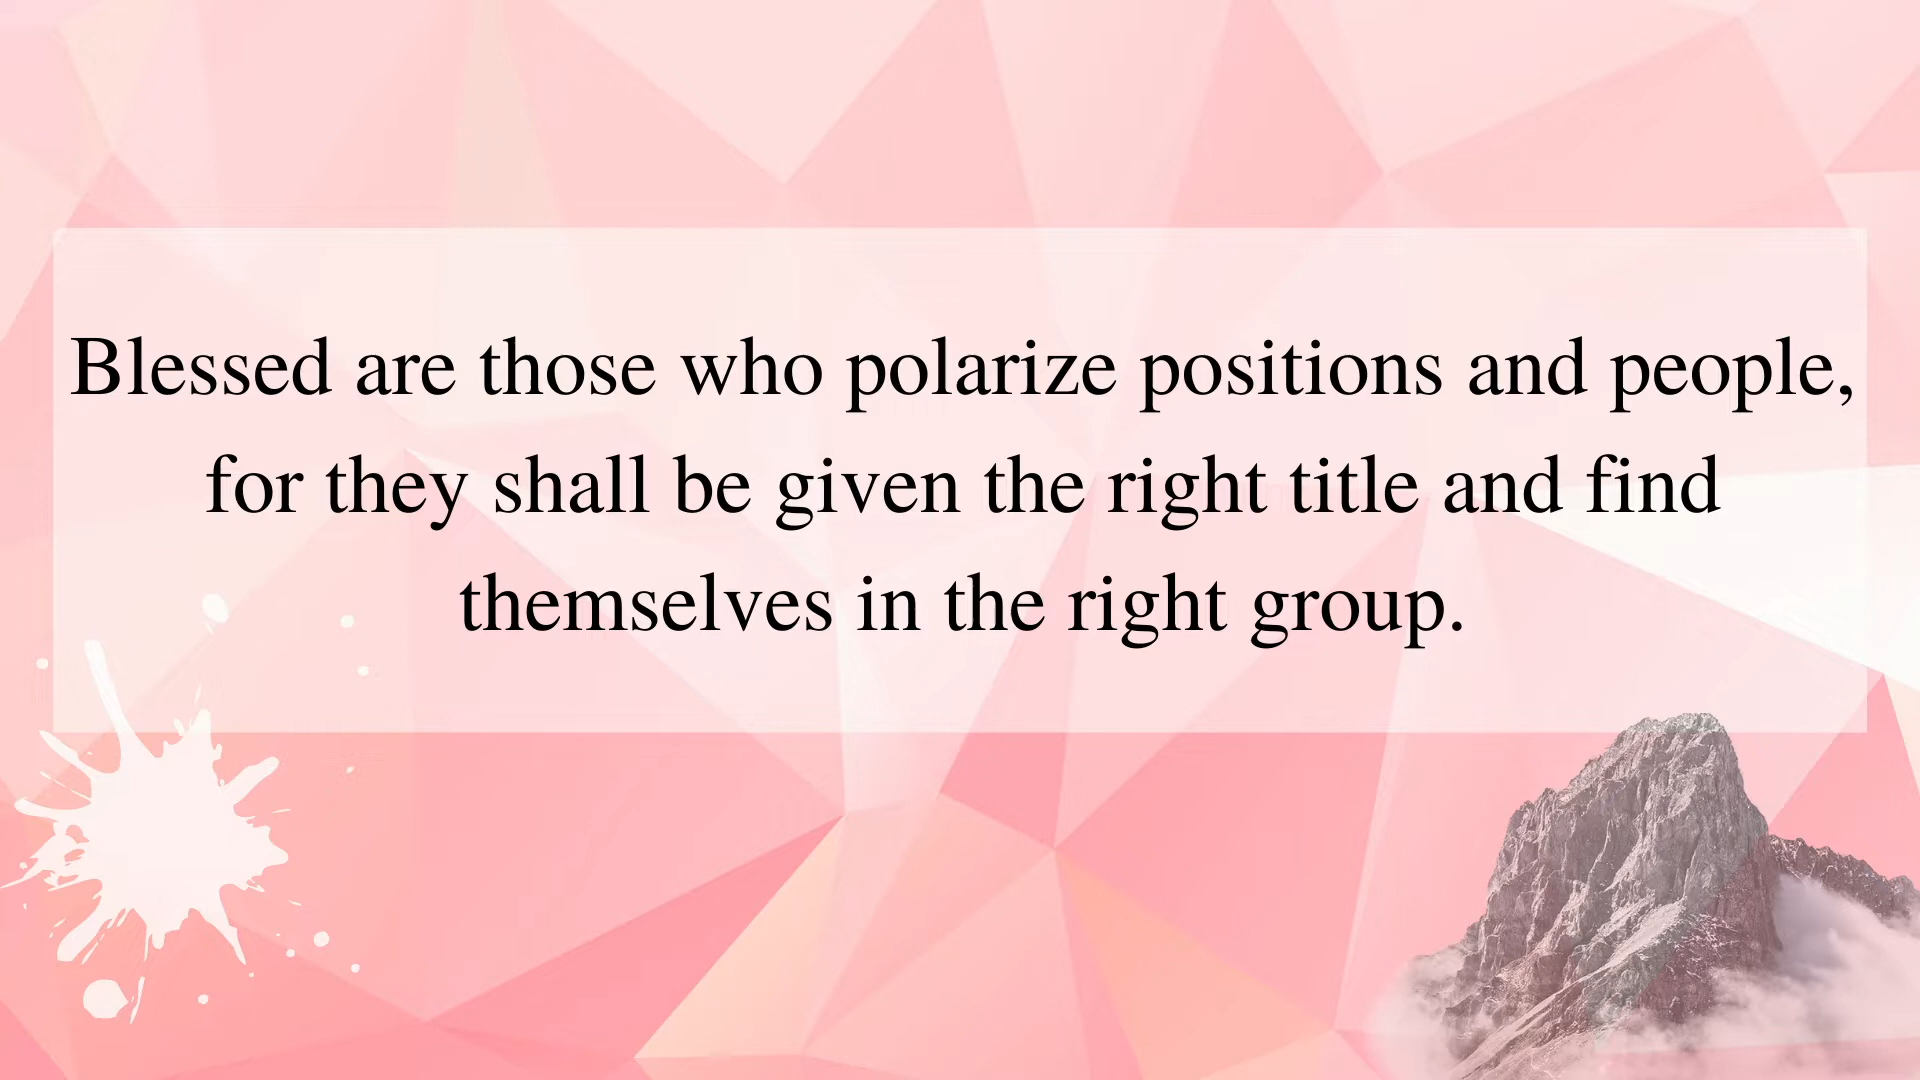 Blessed are those who polarize positions and people,
for they shall be given the right title and find
themselves in the right group.